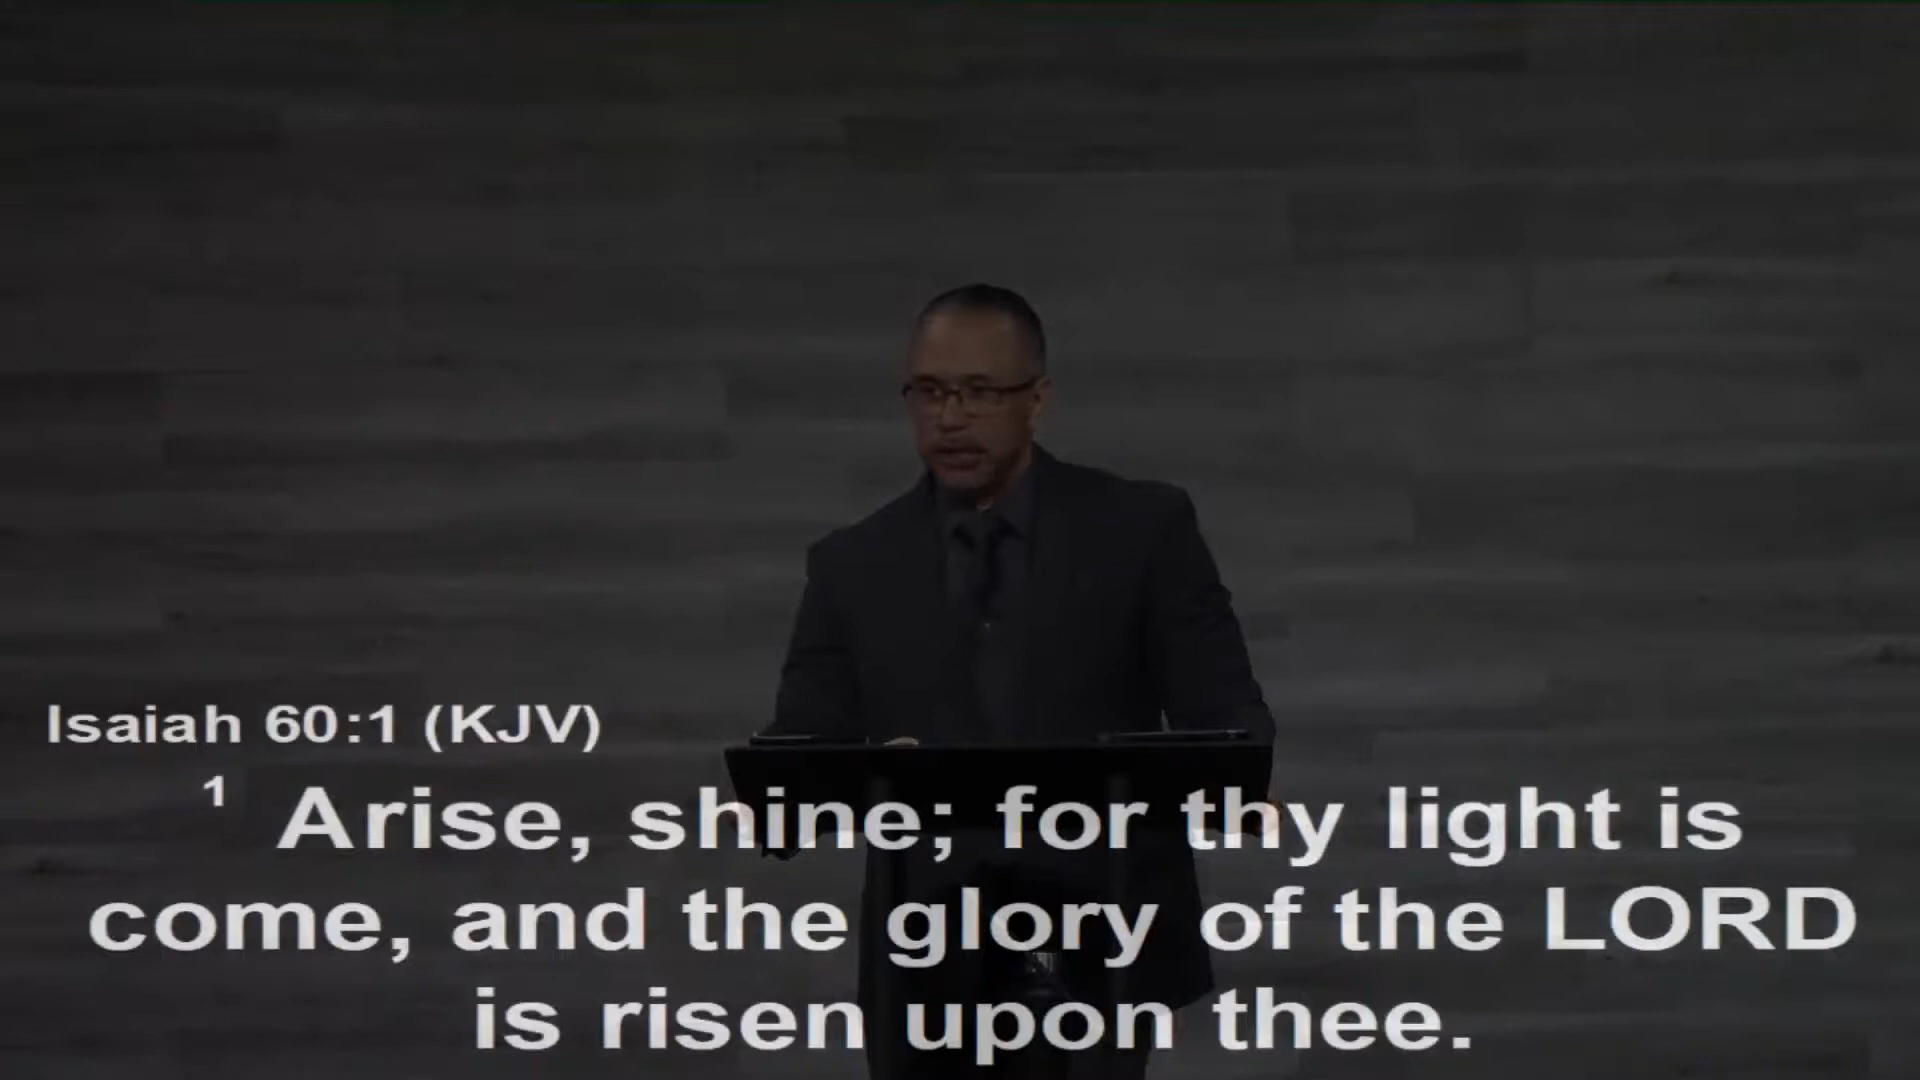 Isaiah 60:1 (KJV)
1 Arise, shine; for thy light is
come, and the glory of the LORD
is risen upon thee.